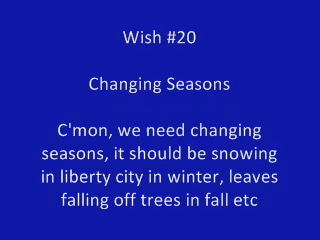 Wish #20
Changing Seasons
C'mon, we need changing
seasons, it should be snowing
in liberty city in winter, leaves
falling off trees in fall etc